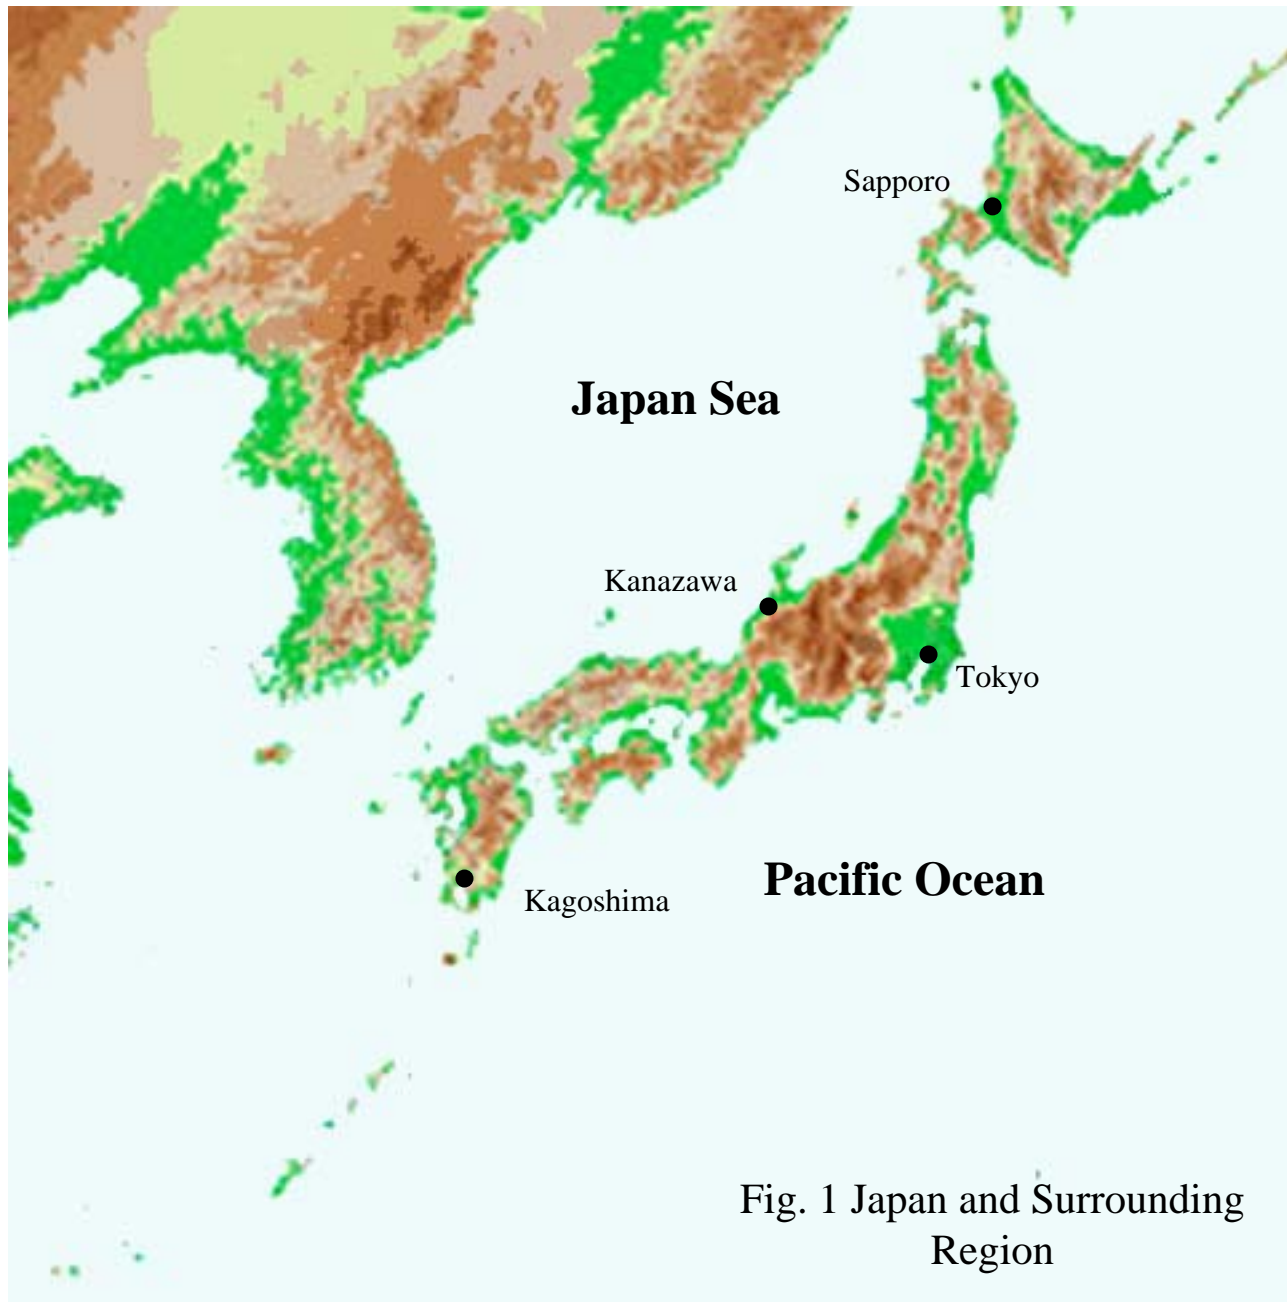 Sapporo
Japan Sea
Kanazawa
Tokyo
Pacific Ocean
Kagoshima
Fig. 1 Japan and Surrounding
Region